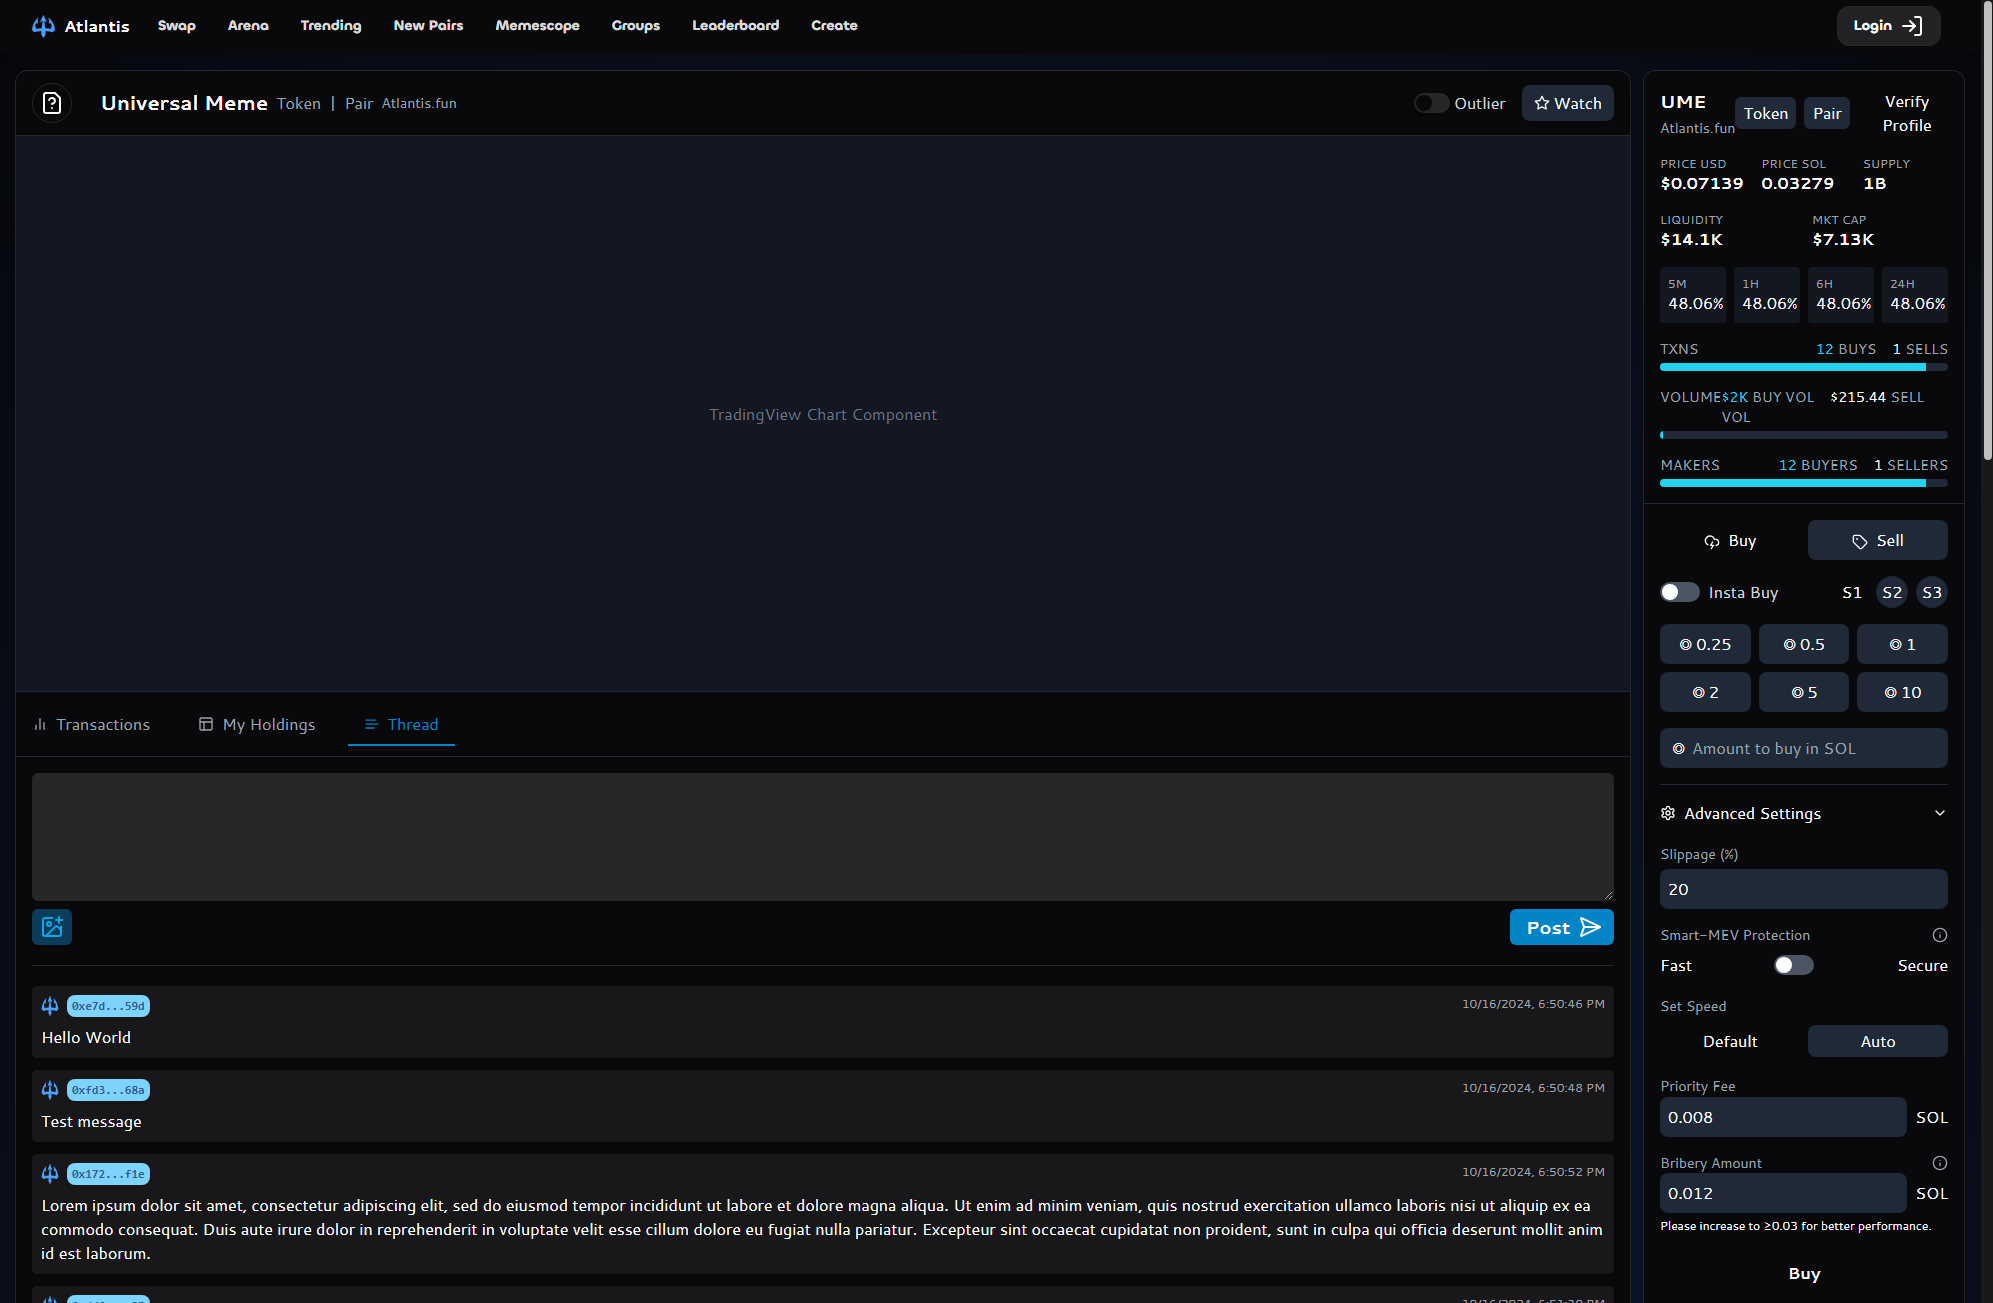 Atlantis Swap Arena Trending New Pairs Memescope Groups Leaderboard Create Login
Universal Meme Token | Pair Atlantis.fun Outlier Watch
TradingView Chart Component
Transactions My Holdings Thread
Post
0xe7d...59d 10/16/2024, 6:50:46 PM
Hello World
0xfd3...68a 10/16/2024, 6:50:48 PM
Test message
0x172...f1e 10/16/2024, 6:50:52 PM
Lorem ipsum dolor sit amet, consectetur adipiscing elit, sed do eiusmod tempor incididunt ut labore et dolore magna aliqua. Ut enim ad minim veniam, quis nostrud exercitation ullamco laboris nisi ut aliquip ex ea
commodo consequat. Duis aute irure dolor in reprehenderit in voluptate velit esse cillum dolore eu fugiat nulla pariatur. Excepteur sint occaecat cupidatat non proident, sunt in culpa qui officia deserunt mollit anim
id est laborum.
UME
Atlantis.fun
Token Pair
Verify
Profile
PRICE USD PRICE SOL SUPPLY
$0.07139 0.03279 1B
LIQUIDITY MKT CAP
$14.1K $7.13K
5M 1H 6H 24H
48.06% 48.06% 48.06% 48.06%
TXNS 12 BUYS 1 SELLS
VOLUME $2K BUY VOL $215.44 SELL
VOL
MAKERS 12 BUYERS 1 SELLERS
Buy Sell
Insta Buy S1 S2 S3
0.25 0.5 1
2 5 10
Amount to buy in SOL
Advanced Settings
Slippage (%)
20
Smart-MEV Protection
Fast Secure
Set Speed
Default Auto
Priority Fee
0.008 SOL
Bribery Amount
0.012 SOL
Please increase to ≥0.03 for better performance.
Buy